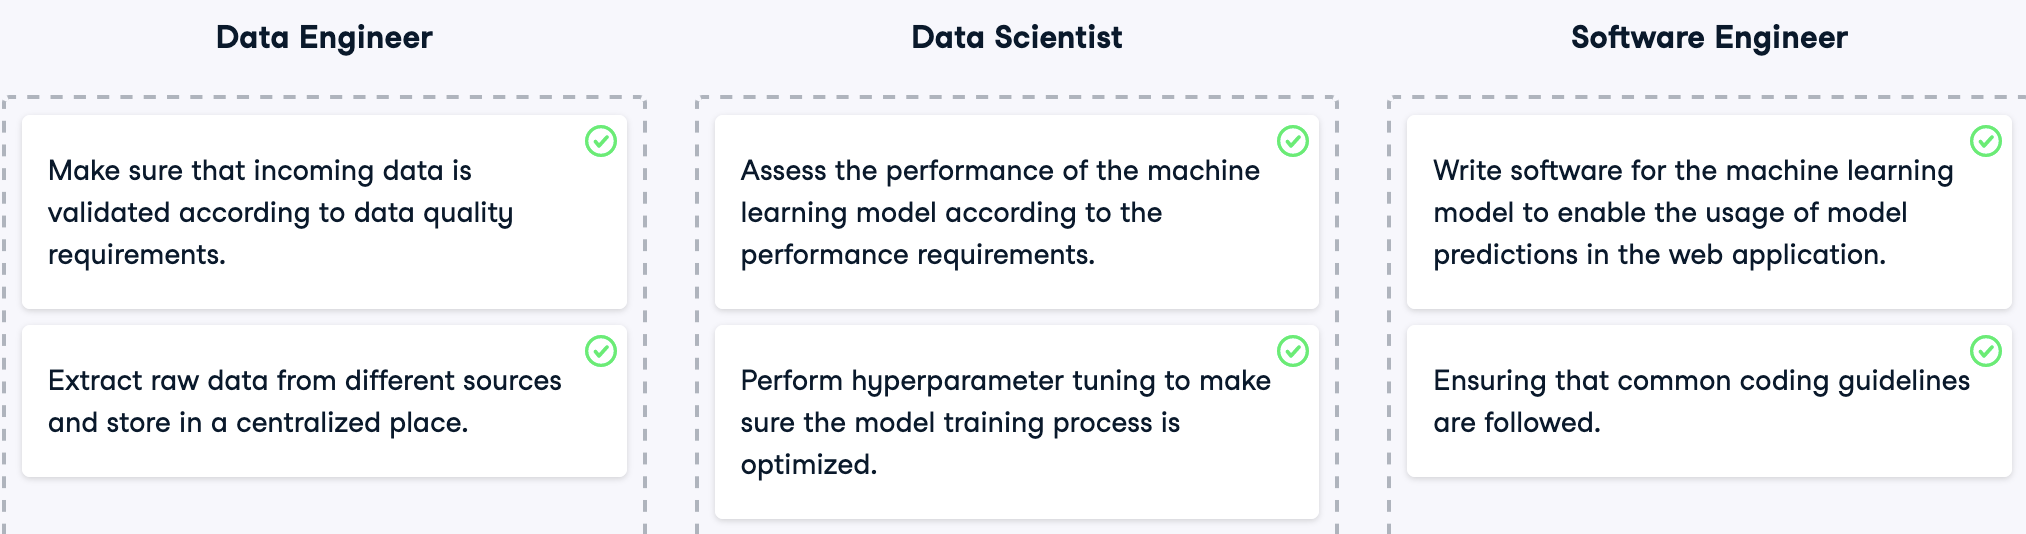 Data Engineer
Make sure that incoming data is
validated according to data quality
requirements.
Extract raw data from different sources
and store in a centralized place.
Data Scientist
Assess the performance of the machine
learning model according to the
performance requirements.
Perform hyperparameter tuning to make
sure the model training process is
optimized.
Software Engineer
Write software for the machine learning
model to enable the usage of model
predictions in the web application.
Ensuring that common coding guidelines
are followed.